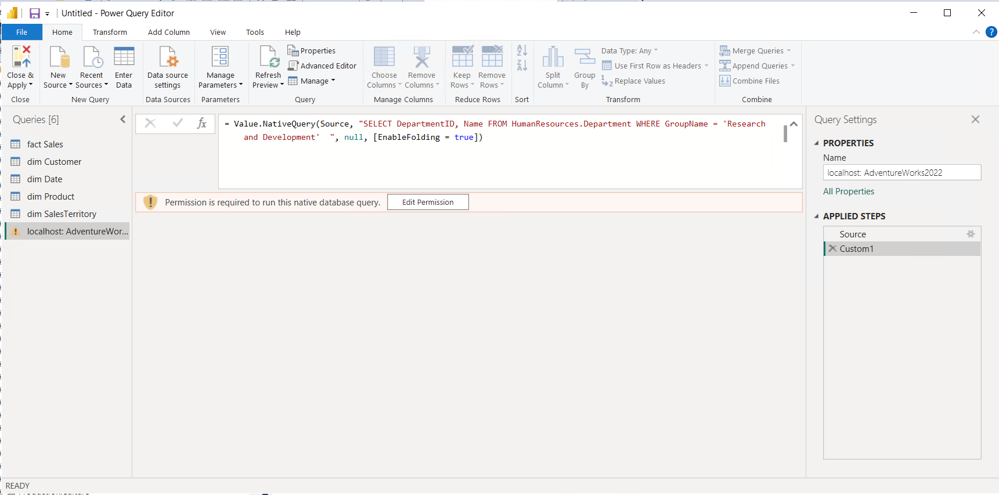 Untitled - Power Query Editor
File Home Transform Add Column View Tools Help
Close & Apply
New Source
Recent Sources
Enter Data
Data source settings
Manage Parameters
Refresh Preview
Properties
Advanced Editor
Manage
Choose Columns
Remove Columns
Keep Rows
Remove Rows
Split Column
Group By
Data Type: Any
Use First Row as Headers
Replace Values
Merge Queries
Append Queries
Combine Files
Close New Query Data Sources Parameters Query Manage Columns Reduce Rows Sort Transform Combine
Queries [6]
fact Sales
dim Customer
dim Date
dim Product
dim SalesTerritory
localhost: AdventureWor...
fx
= Value.NativeQuery(Source, "SELECT DepartmentID, Name FROM HumanResources.Department WHERE GroupName = 'Research
and Development'  ", null, [EnableFolding = true])
Permission is required to run this native database query. Edit Permission
Query Settings
PROPERTIES
Name
localhost: AdventureWorks2022
All Properties
APPLIED STEPS
Source
Custom1
READY